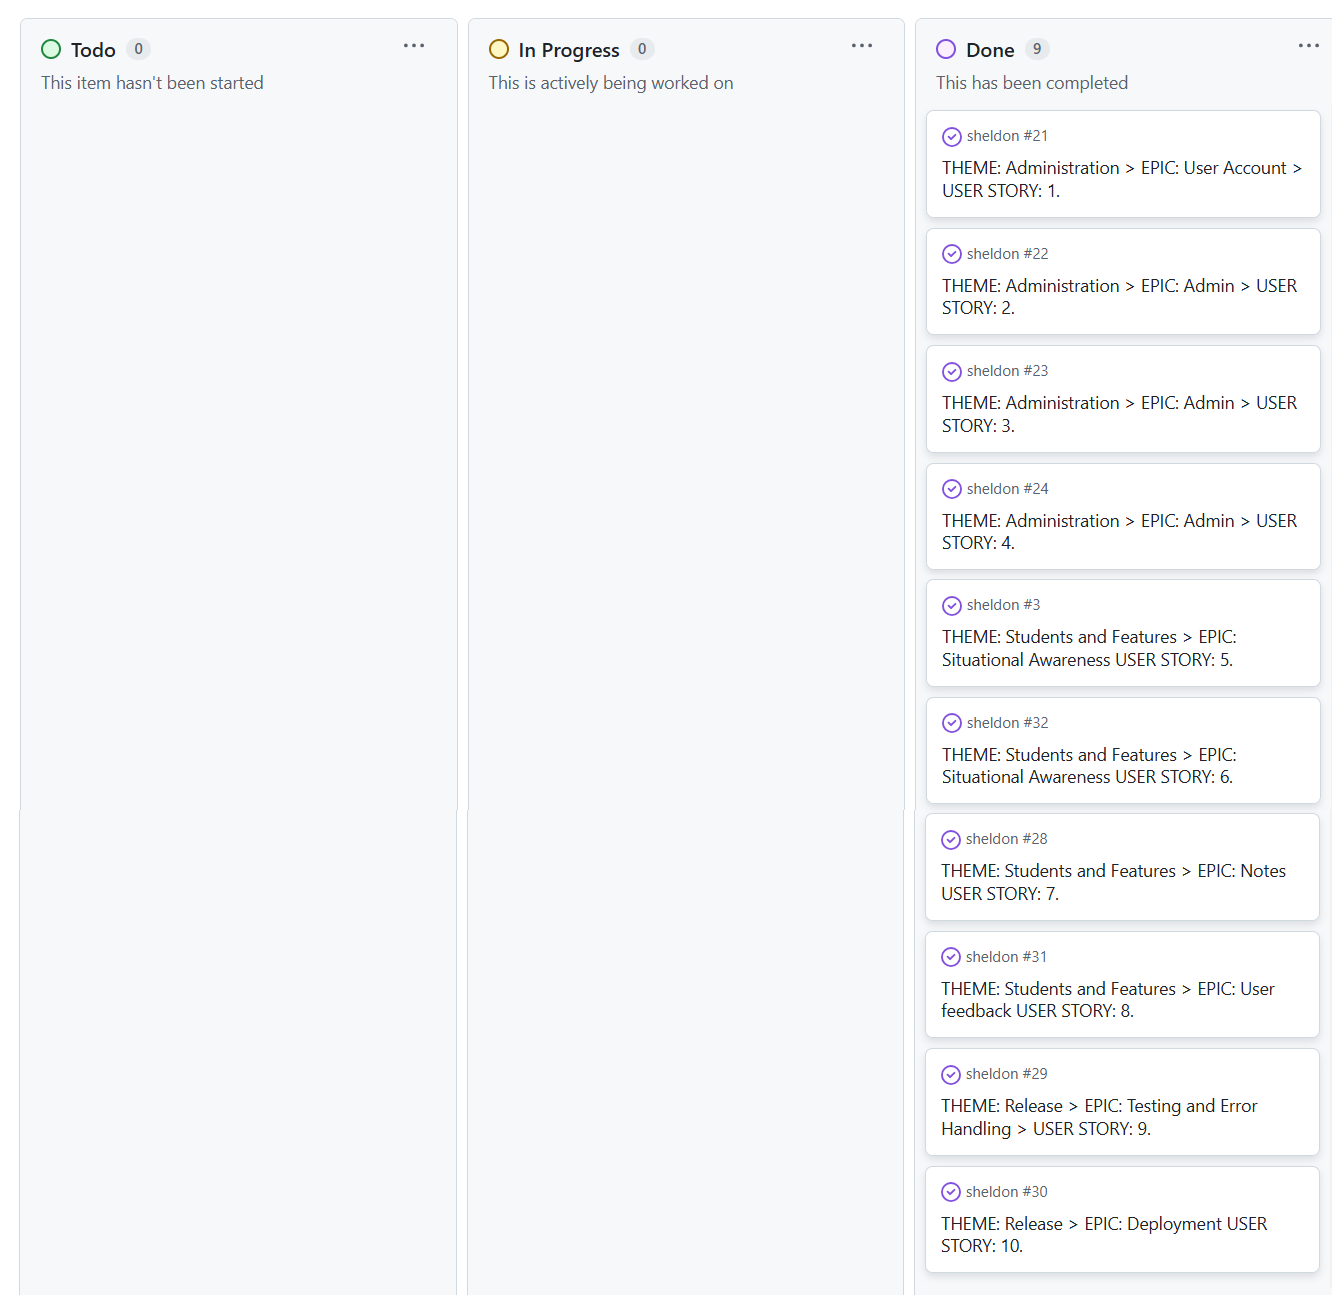 Todo 0
This item hasn't been started
In Progress 0
This is actively being worked on
Done 9
This has been completed
sheldon #21
THEME: Administration > EPIC: User Account >
USER STORY: 1.
sheldon #22
THEME: Administration > EPIC: Admin > USER
STORY: 2.
sheldon #23
THEME: Administration > EPIC: Admin > USER
STORY: 3.
sheldon #24
THEME: Administration > EPIC: Admin > USER
STORY: 4.
sheldon #3
THEME: Students and Features > EPIC:
Situational Awareness USER STORY: 5.
sheldon #32
THEME: Students and Features > EPIC:
Situational Awareness USER STORY: 6.
sheldon #28
THEME: Students and Features > EPIC: Notes
USER STORY: 7.
sheldon #31
THEME: Students and Features > EPIC: User
feedback USER STORY: 8.
sheldon #29
THEME: Release > EPIC: Testing and Error
Handling > USER STORY: 9.
sheldon #30
THEME: Release > EPIC: Deployment USER
STORY: 10.